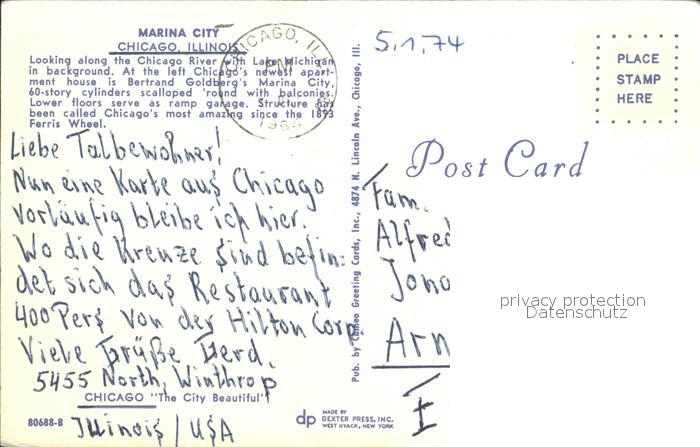 MARINA CITY
CHICAGO, ILLINOIS
Looking along the Chicago River with Lake Michigan
in background. At the left Chicago's newest apart-
ment house is Bertrand Goldberg's Marina City,
60-story cylinders scalloped 'round with balconies.
Lower floors serve as ramp garage. Structure has
been called Chicago's most amazing since the 1893
Ferris Wheel.
CHICAGO, ILL
PM
Liebe Talbewohner!
Nun eine Karte aus Chicago
vorläufig bleibe ich hier.
Wo die Kreuze sind befin=
det sich das Restaurant
400 Pers von der Hilton Corp.
Viele Grüße Gerd.
5455 North, Winthrop
CHICAGO "The City Beautiful"
80688-B
Illinois / USA
dp
MADE BY
DEXTER PRESS, INC.
WEST NYACK, NEW YORK
Pub. by Cameo Greeting Cards, Inc., 4874 N. Lincoln Ave., Chicago, Ill.
5.1.74
PLACE
STAMP
HERE
Post Card
Fam.
Alfred
Jono
Arn
I
privacy protection
Datenschutz